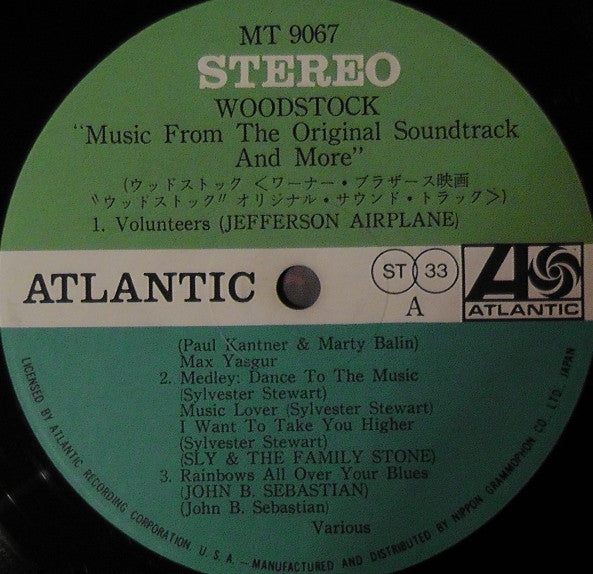 MT 9067
STEREO
WOODSTOCK
"Music From The Original Soundtrack
And More"
(ウッドストック <ワーナー・ブラザース映画
"ウッドストック" オリジナル・サウンド・トラック>)
1. Volunteers (JEFFERSON AIRPLANE)
ATLANTIC
ST 33
A
A
ATLANTIC
(Paul Kantner & Marty Balin)
Max Yasgur
2. Medley: Dance To The Music
(Sylvester Stewart)
Music Lover (Sylvester Stewart)
I Want To Take You Higher
(Sylvester Stewart)
(SLY & THE FAMILY STONE)
3. Rainbows All Over Your Blues
(JOHN B. SEBASTIAN)
(John B. Sebastian)
Various
LICENSED BY ATLANTIC RECORDING CORPORATION U.S.A.—MANUFACTURED AND DISTRIBUTED BY NIPPON GRAMMOPHON CO. LTD. JAPAN